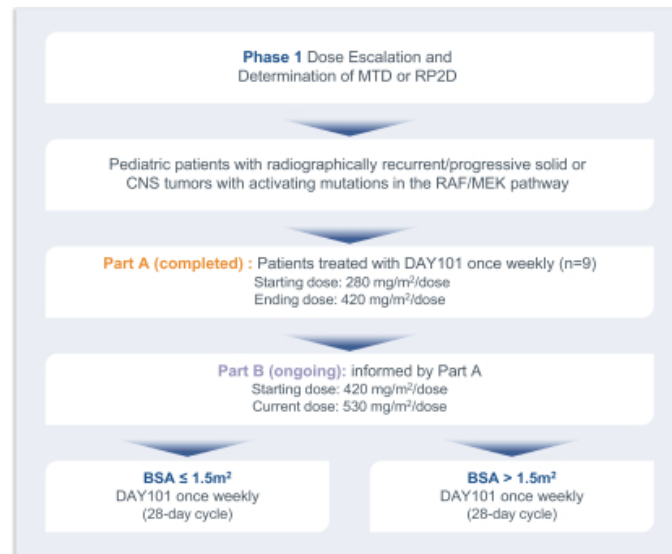 Phase 1 Dose Escalation and
Determination of MTD or RP2D
Pediatric patients with radiographically recurrent/progressive solid or
CNS tumors with activating mutations in the RAF/MEK pathway
Part A (completed) : Patients treated with DAY101 once weekly (n=9)
Starting dose: 280 mg/m²/dose
Ending dose: 420 mg/m²/dose
Part B (ongoing): informed by Part A
Starting dose: 420 mg/m²/dose
Current dose: 530 mg/m²/dose
BSA ≤ 1.5m²
DAY101 once weekly
(28-day cycle)
BSA > 1.5m²
DAY101 once weekly
(28-day cycle)